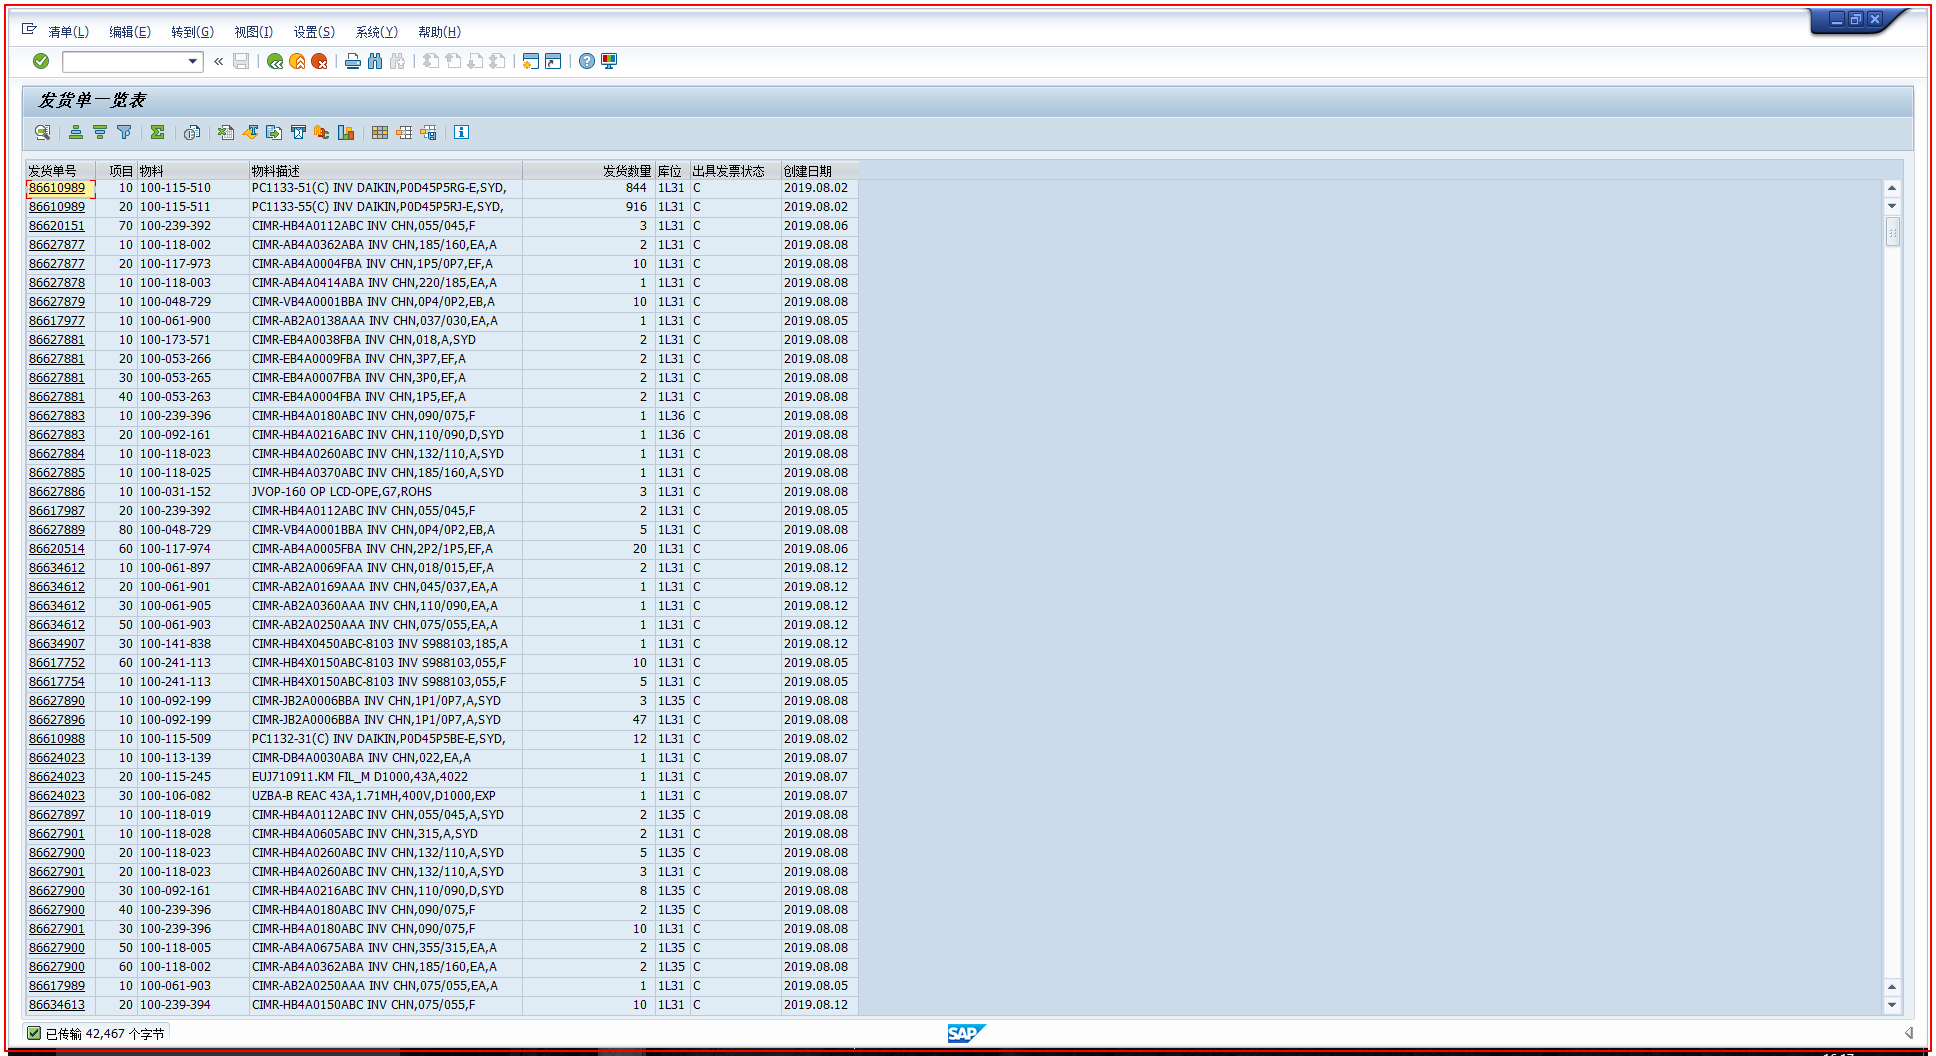 清单(L) 编辑(E) 转到(G) 视图(I) 设置(S) 系统(Y) 帮助(H)
发货单一览表
发货单号 项目 物料 物料描述 发货数量 库位 出具发票状态 创建日期
86610989 10 100-115-510 PC1133-51(C) INV DAIKIN,P0D45P5RG-E,SYD, 844 1L31 C 2019.08.02
86610989 20 100-115-511 PC1133-55(C) INV DAIKIN,P0D45P5RJ-E,SYD, 916 1L31 C 2019.08.02
86620151 70 100-239-392 CIMR-HB4A0112ABC INV CHN,055/045,F 3 1L31 C 2019.08.06
86627877 10 100-118-002 CIMR-AB4A0362ABA INV CHN,185/160,EA,A 2 1L31 C 2019.08.08
86627877 20 100-117-973 CIMR-AB4A0004FBA INV CHN,1P5/0P7,EF,A 10 1L31 C 2019.08.08
86627878 10 100-118-003 CIMR-AB4A0414ABA INV CHN,220/185,EA,A 1 1L31 C 2019.08.08
86627879 10 100-048-729 CIMR-VB4A0001BBA INV CHN,0P4/0P2,EB,A 10 1L31 C 2019.08.08
86617977 10 100-061-900 CIMR-AB2A0138AAA INV CHN,037/030,EA,A 1 1L31 C 2019.08.05
86627881 10 100-173-571 CIMR-EB4A0038FBA INV CHN,018,A,SYD 2 1L31 C 2019.08.08
86627881 20 100-053-266 CIMR-EB4A0009FBA INV CHN,3P7,EF,A 2 1L31 C 2019.08.08
86627881 30 100-053-265 CIMR-EB4A0007FBA INV CHN,3P0,EF,A 2 1L31 C 2019.08.08
86627881 40 100-053-263 CIMR-EB4A0004FBA INV CHN,1P5,EF,A 2 1L31 C 2019.08.08
86627883 10 100-239-396 CIMR-HB4A0180ABC INV CHN,090/075,F 1 1L36 C 2019.08.08
86627883 20 100-092-161 CIMR-HB4A0216ABC INV CHN,110/090,D,SYD 1 1L36 C 2019.08.08
86627884 10 100-118-023 CIMR-HB4A0260ABC INV CHN,132/110,A,SYD 1 1L31 C 2019.08.08
86627885 10 100-118-025 CIMR-HB4A0370ABC INV CHN,185/160,A,SYD 1 1L31 C 2019.08.08
86627886 10 100-031-152 JVOP-160 OP LCD-OPE,G7,ROHS 3 1L31 C 2019.08.08
86617987 20 100-239-392 CIMR-HB4A0112ABC INV CHN,055/045,F 2 1L31 C 2019.08.05
86627889 80 100-048-729 CIMR-VB4A0001BBA INV CHN,0P4/0P2,EB,A 5 1L31 C 2019.08.08
86620514 60 100-117-974 CIMR-AB4A0005FBA INV CHN,2P2/1P5,EF,A 20 1L31 C 2019.08.06
86634612 10 100-061-897 CIMR-AB2A0069FAA INV CHN,018/015,EF,A 2 1L31 C 2019.08.12
86634612 20 100-061-901 CIMR-AB2A0169AAA INV CHN,045/037,EA,A 1 1L31 C 2019.08.12
86634612 30 100-061-905 CIMR-AB2A0360AAA INV CHN,110/090,EA,A 1 1L31 C 2019.08.12
86634612 50 100-061-903 CIMR-AB2A0250AAA INV CHN,075/055,EA,A 1 1L31 C 2019.08.12
86634907 30 100-141-838 CIMR-HB4X0450ABC-8103 INV S988103,185,A 1 1L31 C 2019.08.12
86617752 60 100-241-113 CIMR-HB4X0150ABC-8103 INV S988103,055,F 10 1L31 C 2019.08.05
86617754 10 100-241-113 CIMR-HB4X0150ABC-8103 INV S988103,055,F 5 1L31 C 2019.08.05
86627890 10 100-092-199 CIMR-JB2A0006BBA INV CHN,1P1/0P7,A,SYD 3 1L35 C 2019.08.08
86627896 10 100-092-199 CIMR-JB2A0006BBA INV CHN,1P1/0P7,A,SYD 47 1L31 C 2019.08.08
86610988 10 100-115-509 PC1132-31(C) INV DAIKIN,P0D45P5BE-E,SYD, 12 1L31 C 2019.08.02
86624023 10 100-113-139 CIMR-DB4A0030ABA INV CHN,022,EA,A 1 1L31 C 2019.08.07
86624023 20 100-115-245 EUJ710911.KM FIL_M D1000,43A,4022 1 1L31 C 2019.08.07
86624023 30 100-106-082 UZBA-B REAC 43A,1.71MH,400V,D1000,EXP 1 1L31 C 2019.08.07
86627897 10 100-118-019 CIMR-HB4A0112ABC INV CHN,055/045,A,SYD 2 1L35 C 2019.08.08
86627901 10 100-118-028 CIMR-HB4A0605ABC INV CHN,315,A,SYD 2 1L31 C 2019.08.08
86627900 20 100-118-023 CIMR-HB4A0260ABC INV CHN,132/110,A,SYD 5 1L35 C 2019.08.08
86627901 20 100-118-023 CIMR-HB4A0260ABC INV CHN,132/110,A,SYD 3 1L31 C 2019.08.08
86627900 30 100-092-161 CIMR-HB4A0216ABC INV CHN,110/090,D,SYD 8 1L35 C 2019.08.08
86627900 40 100-239-396 CIMR-HB4A0180ABC INV CHN,090/075,F 2 1L35 C 2019.08.08
86627901 30 100-239-396 CIMR-HB4A0180ABC INV CHN,090/075,F 10 1L31 C 2019.08.08
86627900 50 100-118-005 CIMR-AB4A0675ABA INV CHN,355/315,EA,A 2 1L35 C 2019.08.08
86627900 60 100-118-002 CIMR-AB4A0362ABA INV CHN,185/160,EA,A 2 1L35 C 2019.08.08
86617989 10 100-061-903 CIMR-AB2A0250AAA INV CHN,075/055,EA,A 1 1L31 C 2019.08.05
86634613 20 100-239-394 CIMR-HB4A0150ABC INV CHN,075/055,F 10 1L31 C 2019.08.12
已传输 42,467 个字节
SAP